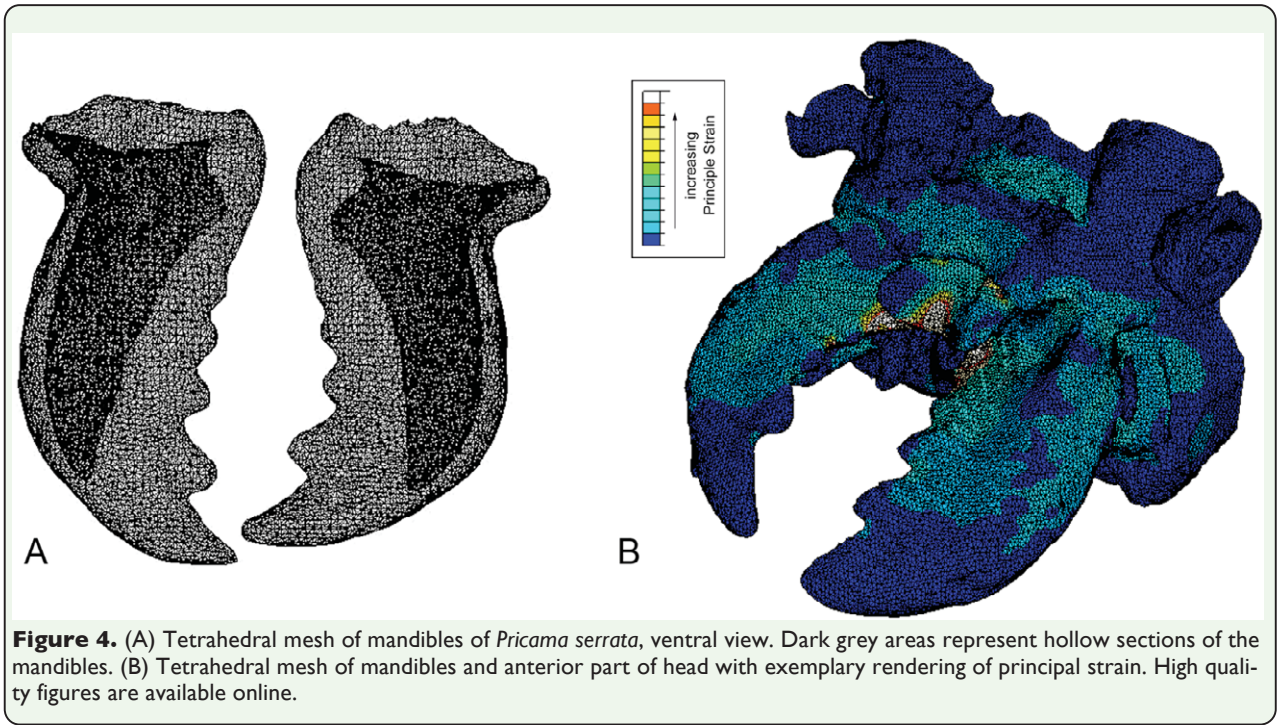 increasing
Principle Strain
A
B
Figure 4. (A) Tetrahedral mesh of mandibles of Pricama serrata, ventral view. Dark grey areas represent hollow sections of the
mandibles. (B) Tetrahedral mesh of mandibles and anterior part of head with exemplary rendering of principal strain. High quali-
ty figures are available online.